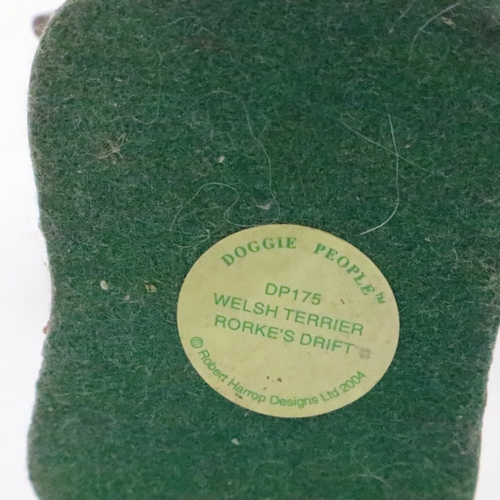 DOGGIE PEOPLE™
DP175
WELSH TERRIER
RORKE'S DRIFT
© Robert Harrop Designs Ltd 2004